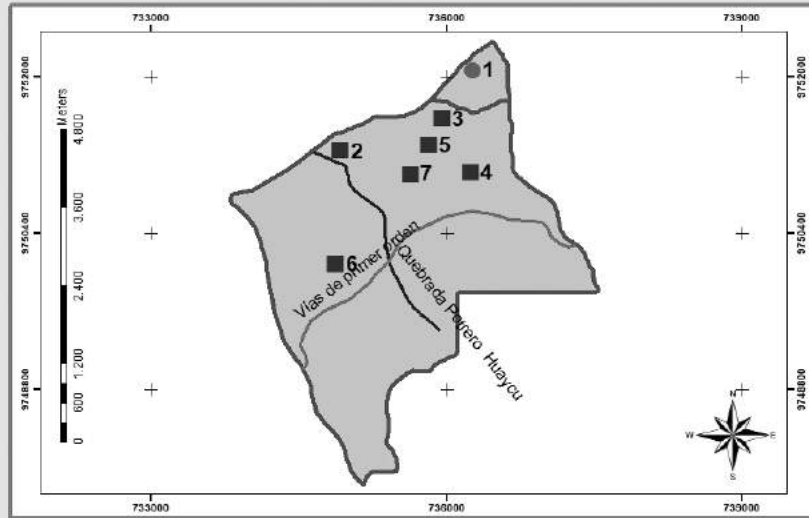 733000 736000 739000
9752000 9752000
9750400 9750400
9748800 9748800
Meters
4.800
3.600
2.400
1.200
600
0
1
2
3
4
5
6
7
Vías de primer orden
Quebrada Potrero Huaycu
N
W E
S
733000 736000 739000